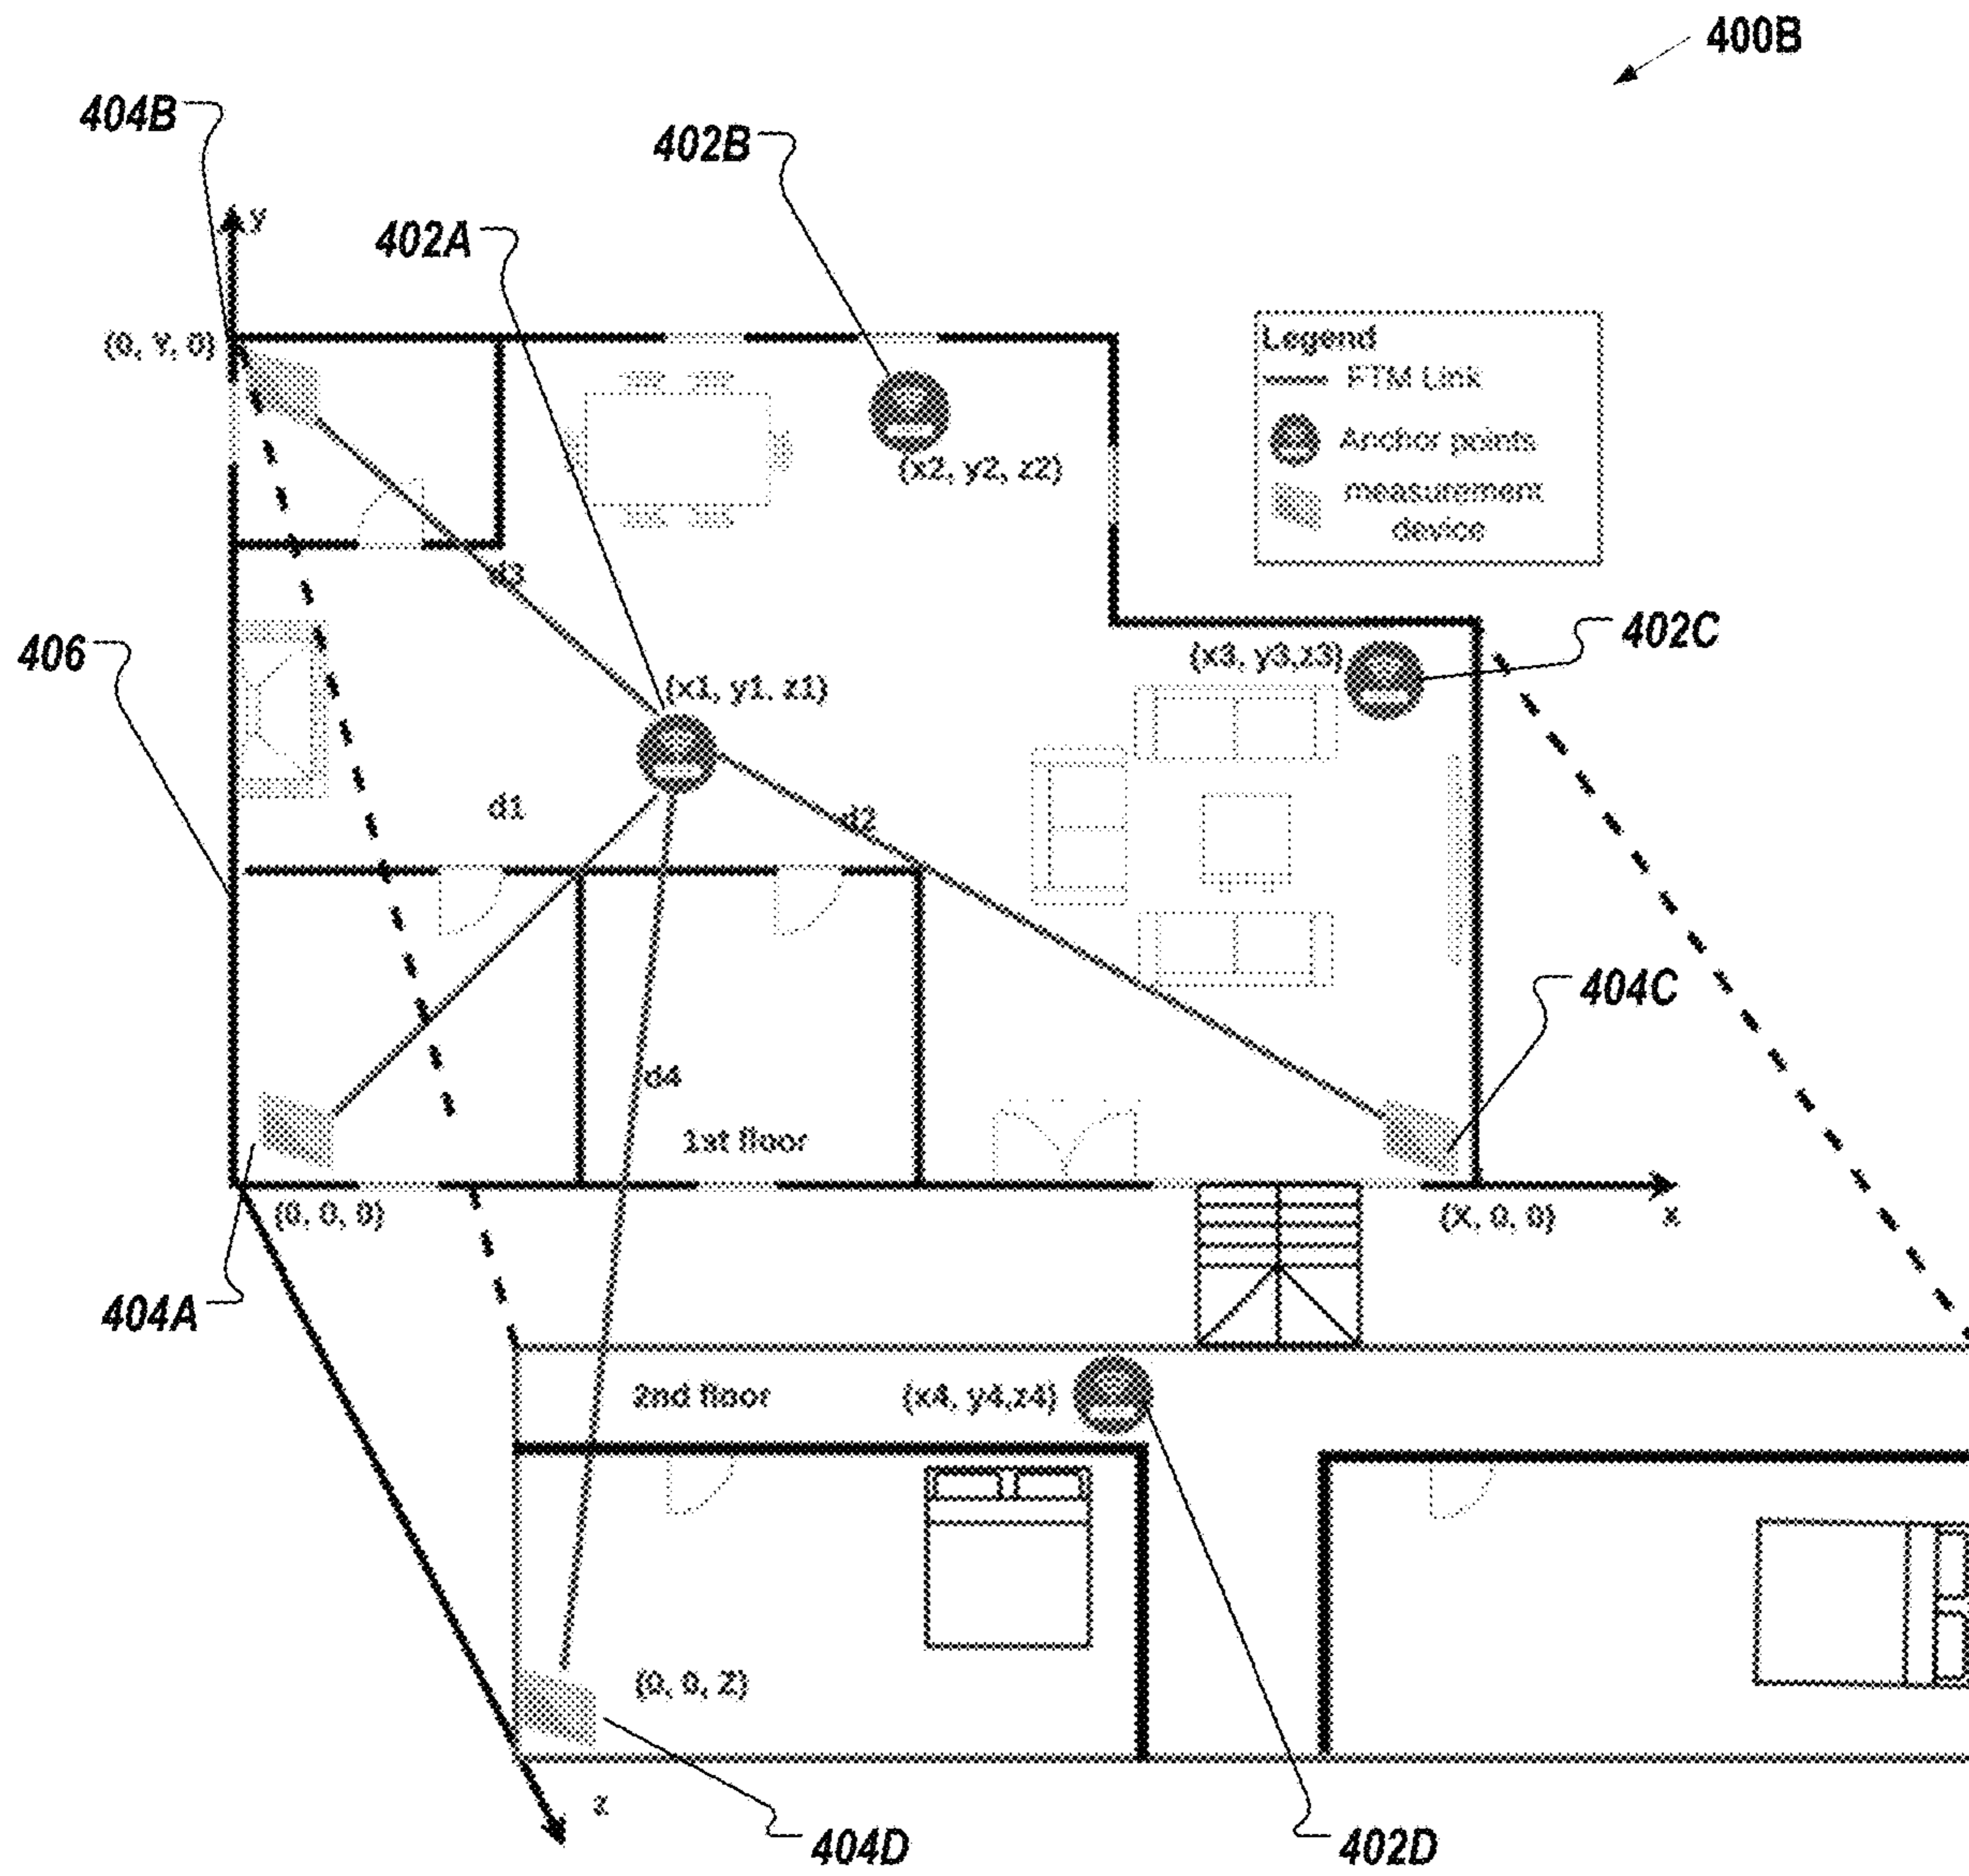 400B
404B
402B
402A
y
(0, Y, 0)
Legend
FTM Link
Anchor points
measurement
device
(x2, y2, z2)
d3
406
402C
(x3, y3,z3)
(x1, y1, z1)
d1
d2
404C
d4
1st floor
(0, 0, 0)
(X, 0, 0)
x
404A
2nd floor
(x4, y4,z4)
(0, 0, Z)
z
404D
402D